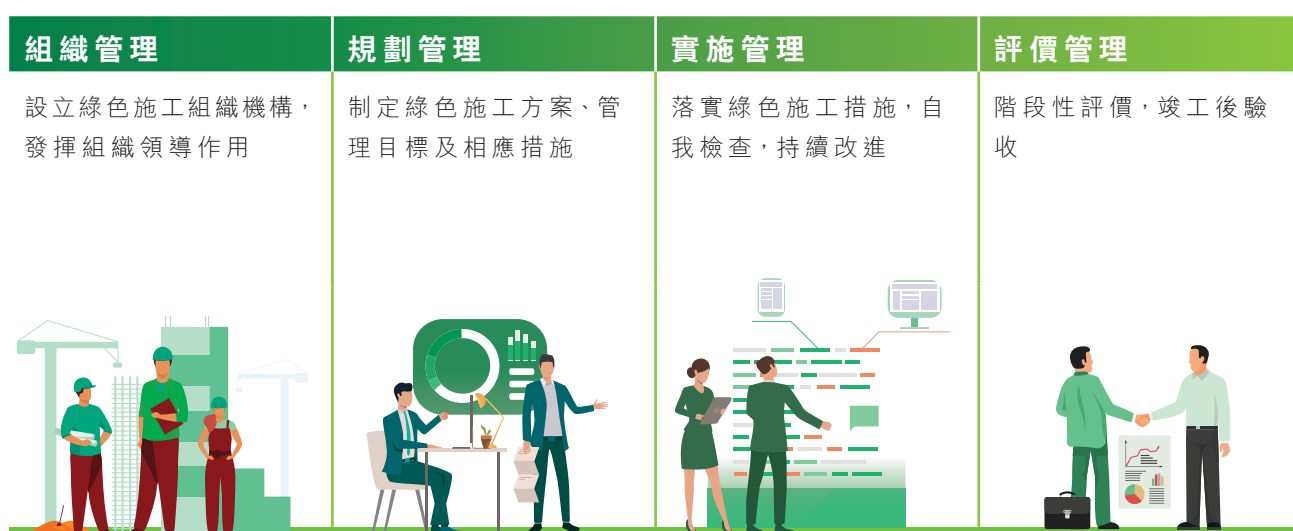 組織管理
設立綠色施工組織機構，
發揮組織領導作用
規劃管理
制定綠色施工方案、管
理目標及相應措施
實施管理
落實綠色施工措施，自
我檢查，持續改進
評價管理
階段性評價，竣工後驗
收